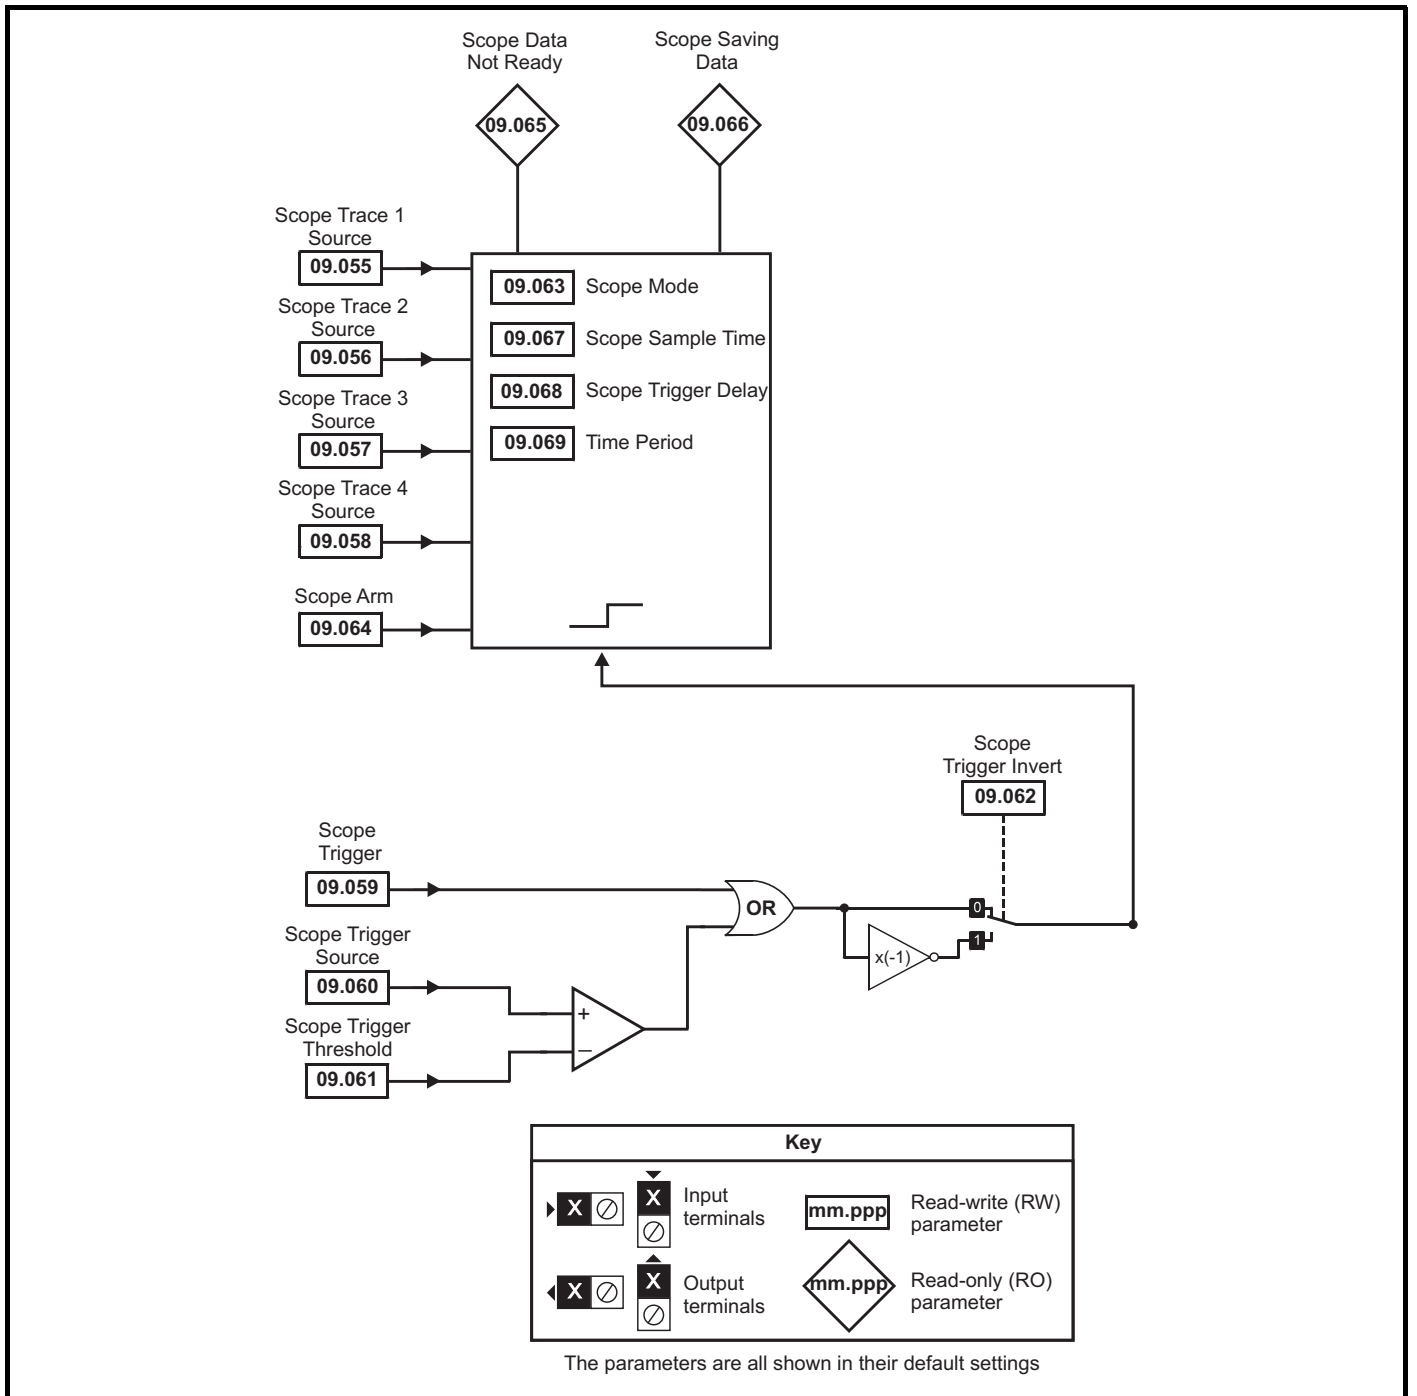 Scope Data
Not Ready
09.065
Scope Saving
Data
09.066
Scope Trace 1
Source
09.055
Scope Trace 2
Source
09.056
Scope Trace 3
Source
09.057
Scope Trace 4
Source
09.058
Scope Arm
09.064
09.063 Scope Mode
09.067 Scope Sample Time
09.068 Scope Trigger Delay
09.069 Time Period
Scope
Trigger Invert
09.062
Scope
Trigger
09.059
Scope Trigger
Source
09.060
Scope Trigger
Threshold
09.061
+
–
OR
x(-1)
0
1
Key
X
X
Input
terminals
mm.ppp
Read-write (RW)
parameter
X
X
Output
terminals
mm.ppp
Read-only (RO)
parameter
The parameters are all shown in their default settings